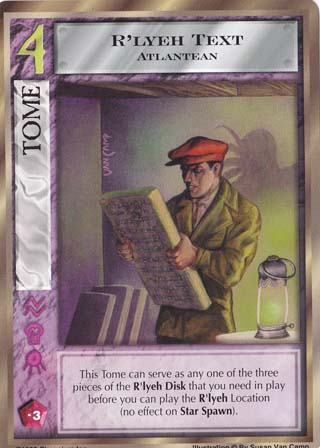 4
R'LYEH TEXT
ATLANTEAN
TOME
VAN CAMP
This Tome can serve as any one of the three
pieces of the R'lyeh Disk that you need in play
before you can play the R'lyeh Location
(no effect on Star Spawn).
-3
Illustration © By Susan Van Camp